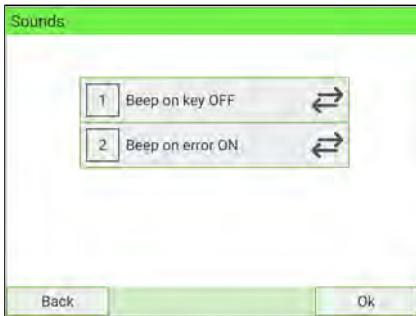 Sounds
1 Beep on key OFF
2 Beep on error ON
Back Ok